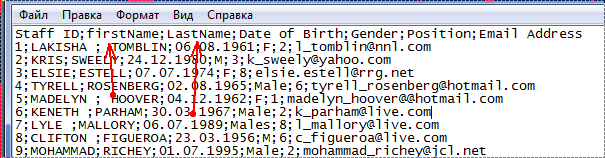 Файл Правка Формат Вид Справка
Staff ID;firstName;LastName;Date of Birth;Gender;Position;Email Address
1;LAKISHA ; TOMBLIN;06.08.1961;F;2;l_tomblin@nnl.com
2;KRIS;SWEELY;24.12.1980;M;3;k_sweely@yahoo.com
3;ELSIE;ESTELL;07.07.1974;F;8;elsie.estell@rrg.net
4;TYRELL;ROSENBERG;02.08.1965;Male;6;tyrell_rosenberg@hotmail.com
5;MADELYN ; HOOVER;04.12.1962;F;1;madelyn_hoover@@hotmail.com
6;KENETH ;PARHAM;30.03.1967;Male;2;k_parham@live.com
7;LYLE ;MALLORY;06.07.1989;Males;8;l_mallory@live.com
8;CLIFTON ;FIGUEROA;23.03.1956;M;6;c_figueroa@live.com
9;MOHAMMAD;RICHEY;01.07.1995;Male;2;mohammad_richey@jcl.net